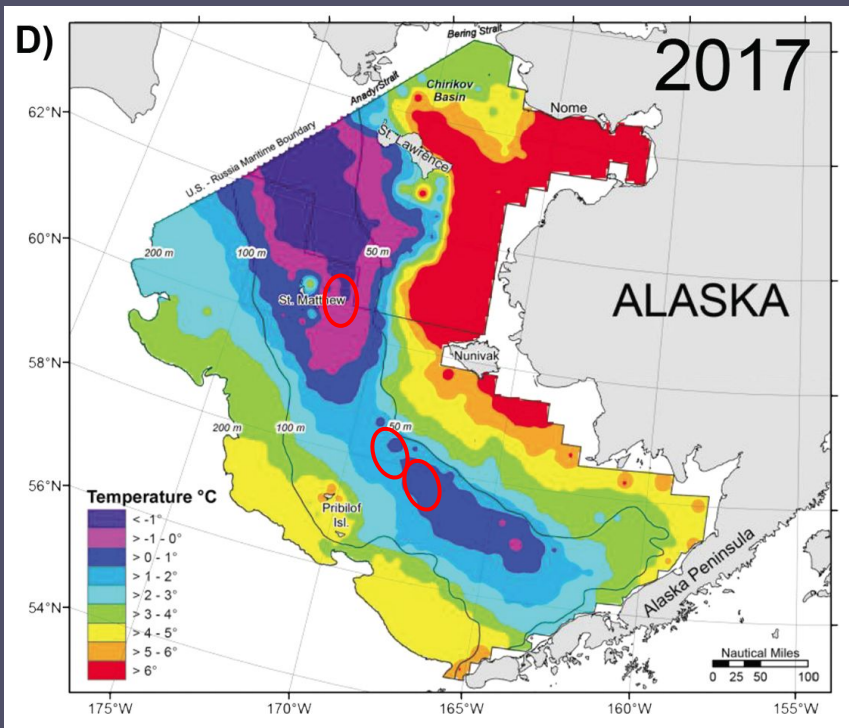 D)
2017
Bering Strait
Anadyr Strait
Chirikov
Basin
Nome
62°N
St. Lawrence
U.S. - Russia Maritime Boundary
60°N
200 m
100 m
50 m
St. Matthew
ALASKA
58°N
Nunivak
200 m
100 m
50 m
56°N
Temperature °C
< -1°
> -1 - 0°
> 0 - 1°
> 1 - 2°
> 2 - 3°
> 3 - 4°
> 4 - 5°
> 5 - 6°
> 6°
Pribilof
Isl.
54°N
Alaska Peninsula
Nautical Miles
0 25 50 100
175°W
170°W
165°W
160°W
155°W